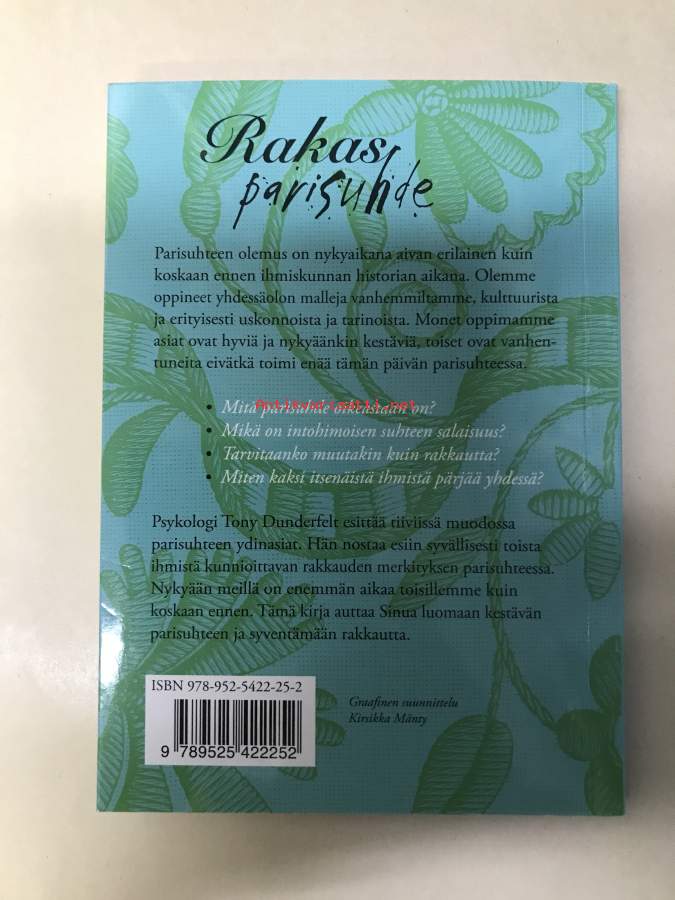 Rakas
parisuhde
Parisuhteen olemus on nykyaikana aivan erilainen kuin
koskaan ennen ihmiskunnan historian aikana. Olemme
oppineet yhdessäolon malleja vanhemmiltamme, kulttuurista
ja erityisesti uskonnoista ja tarinoista. Monet oppimamme
asiat ovat hyviä ja nykyäänkin kestäviä, toiset ovat vanhen-
tuneita eivätkä toimi enää tämän päivän parisuhteessa.
• Mitä parisuhde oikeastaan on?
Antikvariaatti.net
• Mikä on intohimoisen suhteen salaisuus?
• Tarvitaanko muutakin kuin rakkautta?
• Miten kaksi itsenäistä ihmistä pärjää yhdessä?
Psykologi Tony Dunderfelt esittää tiiviissä muodossa
parisuhteen ydinasiat. Hän nostaa esiin syvällisesti toista
ihmistä kunnioittavan rakkauden merkityksen parisuhteessa.
Nykyään meillä on enemmän aikaa toisillemme kuin
koskaan ennen. Tämä kirja auttaa Sinua luomaan kestävän
parisuhteen ja syventämään rakkautta.
ISBN 978-952-5422-25-2
9 789525 422252
Graafinen suunnittelu
Kirsikka Mänty